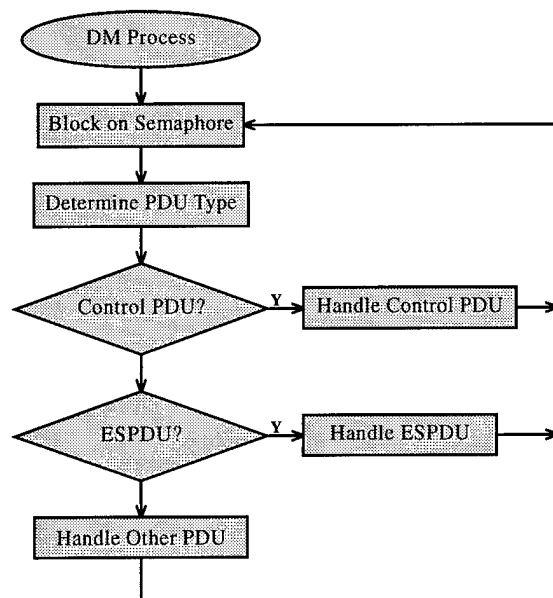 DM Process
Block on Semaphore
Determine PDU Type
Control PDU?
Y
Handle Control PDU
ESPDU?
Y
Handle ESPDU
Handle Other PDU